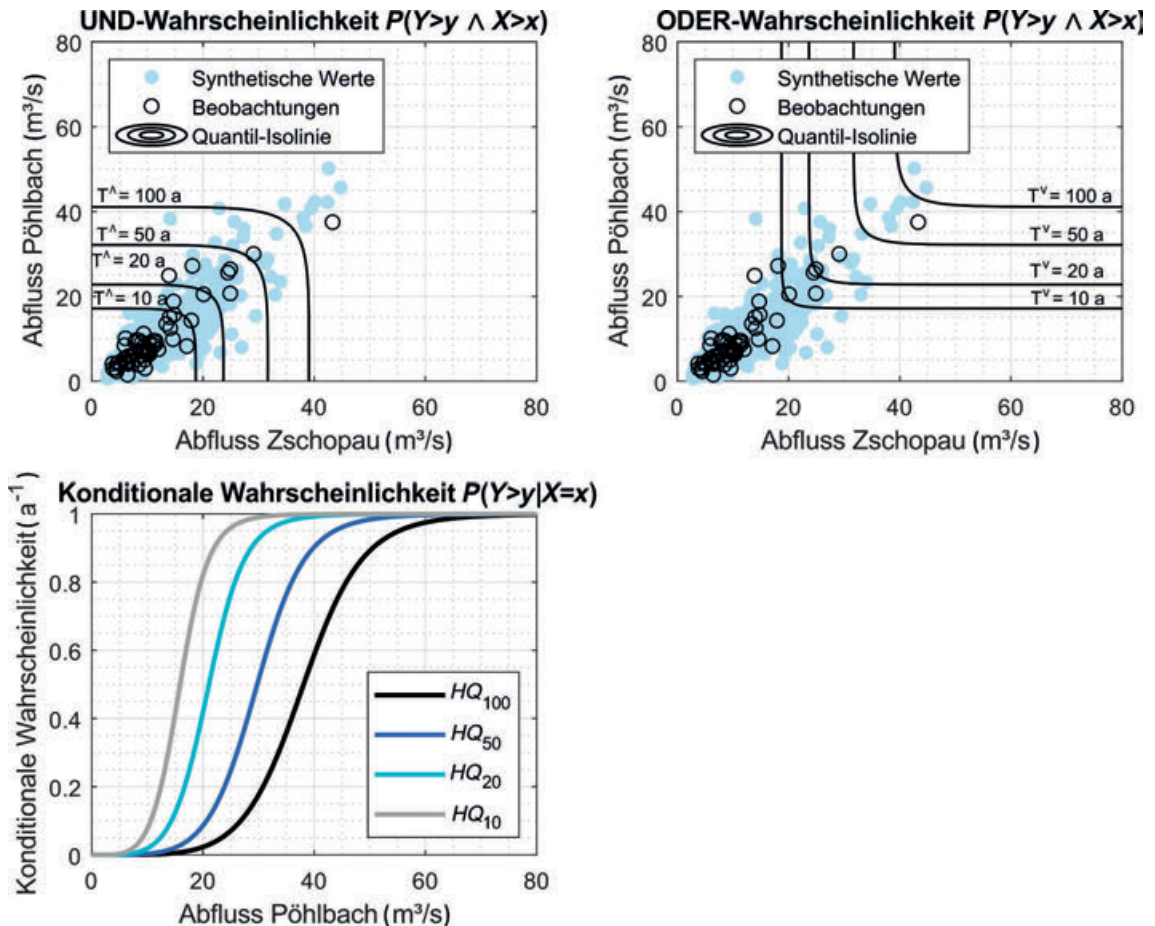 UND-Wahrscheinlichkeit P(Y>y ∧ X>x)
Abfluss Pöhlbach (m³/s)
80
60
40
20
0
Synthetische Werte
Beobachtungen
Quantil-Isolinie
T^ = 100 a
T^ = 50 a
T^ = 20 a
T^ = 10 a
0 20 40 60 80
Abfluss Zschopau (m³/s)
ODER-Wahrscheinlichkeit P(Y>y ∧ X>x)
Abfluss Pöhlbach (m³/s)
80
60
40
20
0
Synthetische Werte
Beobachtungen
Quantil-Isolinie
Tᵛ = 100 a
Tᵛ = 50 a
Tᵛ = 20 a
Tᵛ = 10 a
0 20 40 60 80
Abfluss Zschopau (m³/s)
Konditionale Wahrscheinlichkeit P(Y>y|X=x)
Konditionale Wahrscheinlichkeit (a⁻¹)
1
0.8
0.6
0.4
0.2
0
HQ₁₀₀
HQ₅₀
HQ₂₀
HQ₁₀
0 20 40 60 80
Abfluss Pöhlbach (m³/s)